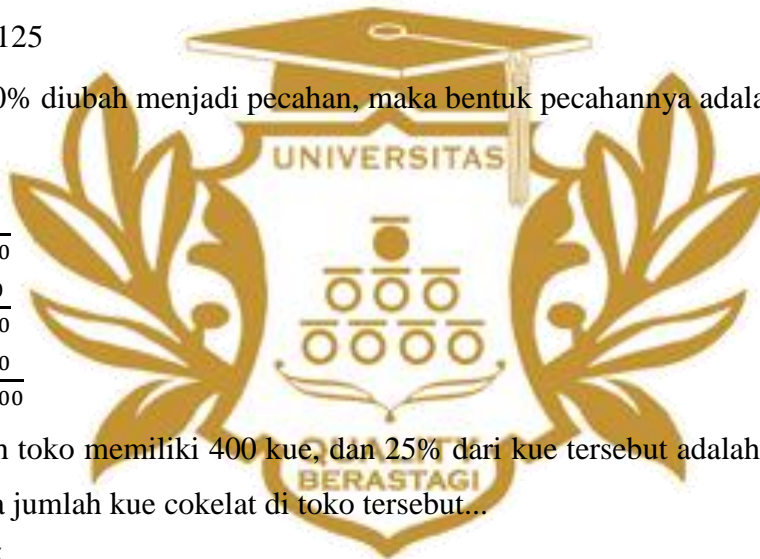 125
0% diubah menjadi pecahan, maka bentuk pecahannya adala
UNIVERSITAS
0
0
0
0
00
n toko memiliki 400 kue, dan 25% dari kue tersebut adalah
QUALITY
BERASTAGI
a jumlah kue cokelat di toko tersebut...